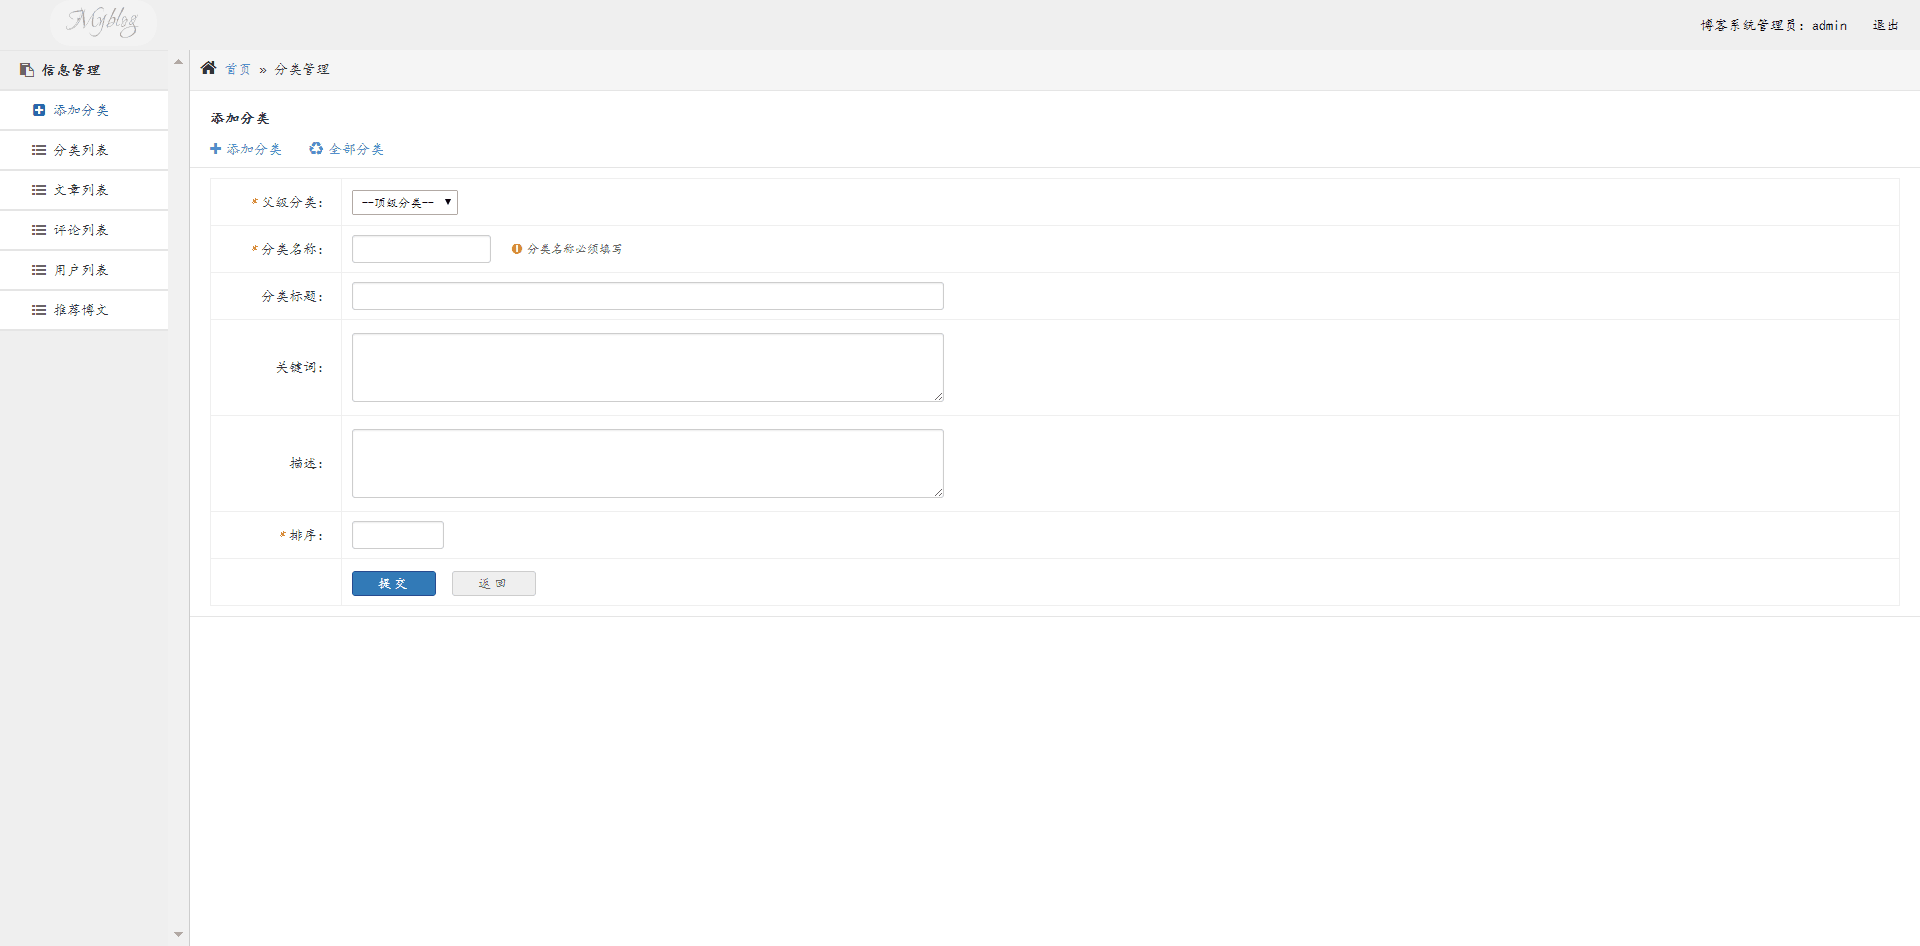 Myblog
博客系统管理员: admin 退出
信息管理
添加分类
分类列表
文章列表
评论列表
用户列表
推荐博文
首页 » 分类管理
添加分类
添加分类 全部分类
*父级分类: --顶级分类--
*分类名称: 分类名称必须填写
分类标题:
关键词:
描述:
*排序:
提交 返回